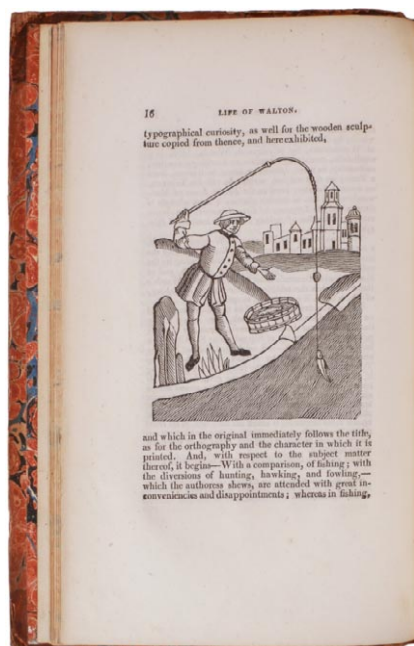 16 LIFE OF WALTON.
typographical curiosity, as well for the wooden sculp-
ture copied from thence, and here exhibited,
and which in the original immediately follows the title,
as for the orthography and the character in which it is
printed. And, with respect to the subject matter
thereof, it begins—With a comparison, of fishing; with
the diversions of hunting, hawking, and fowling,—
which the authoress shews, are attended with great in-
conveniencies and disappointments; whereas in fishing,